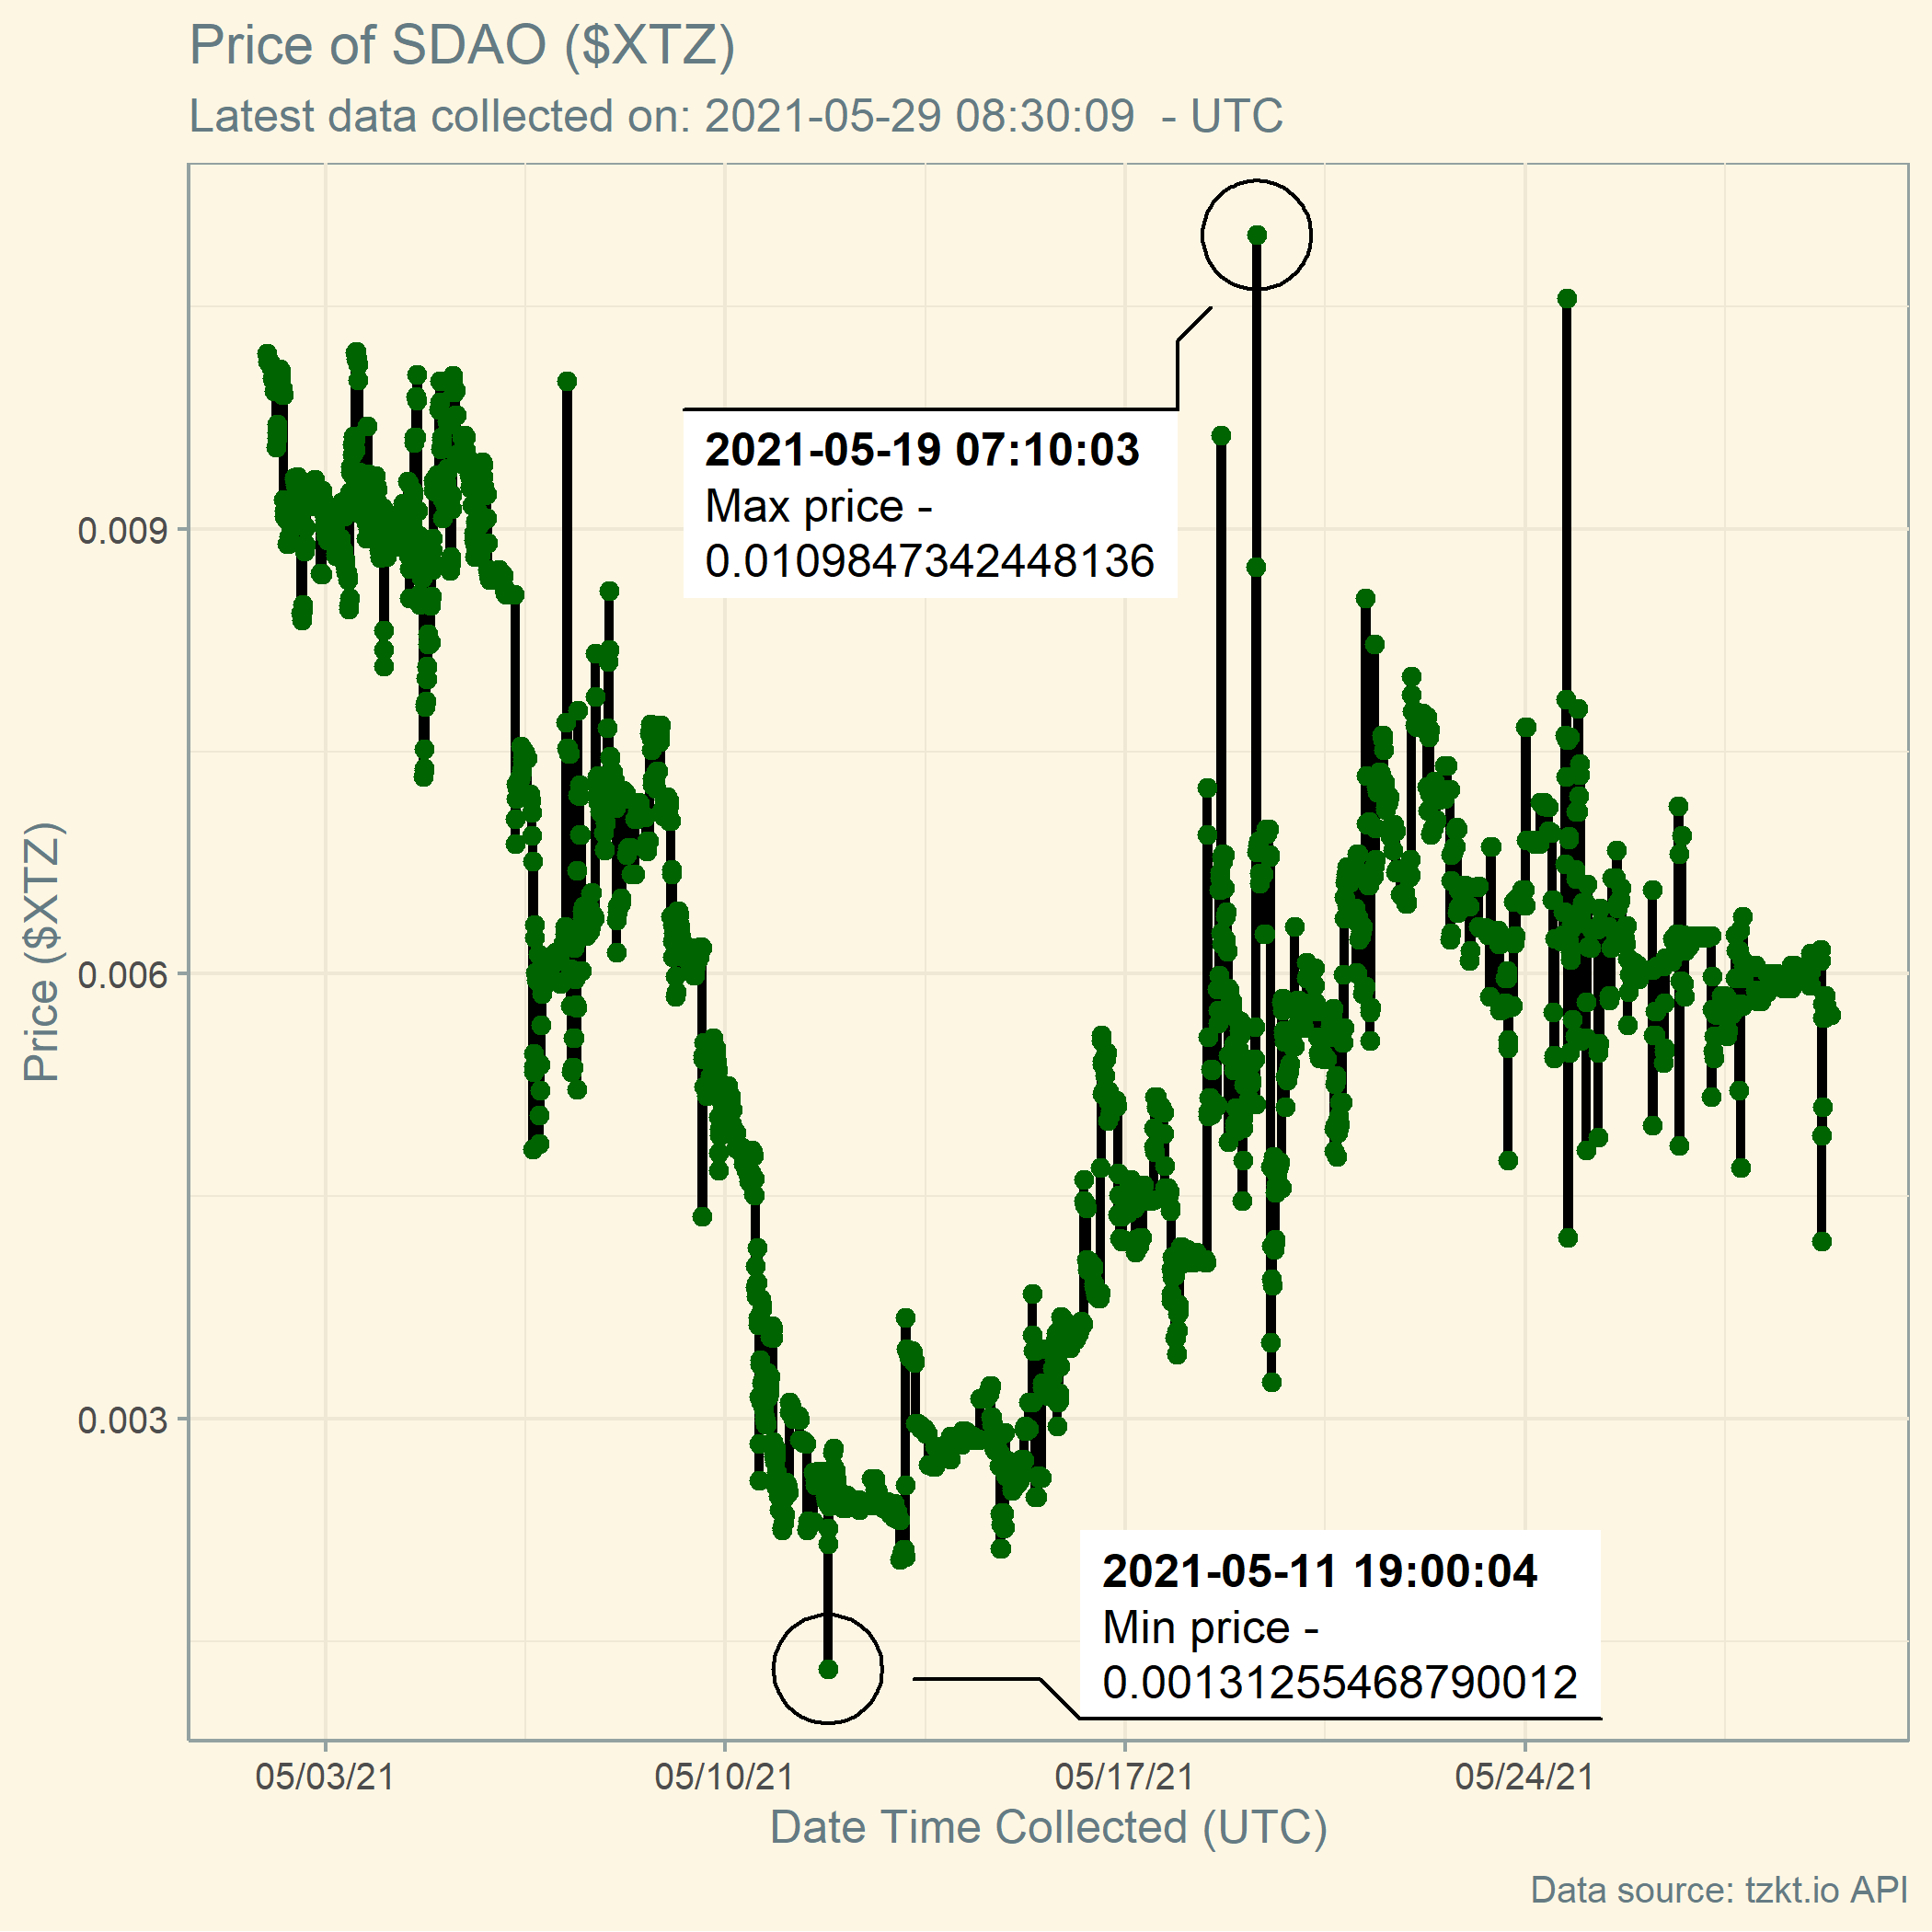 Price of SDAO ($XTZ)
Latest data collected on: 2021-05-29 08:30:09  - UTC
2021-05-19 07:10:03
Max price -
0.0109847342448136
0.009
0.006
0.003
Price ($XTZ)
2021-05-11 19:00:04
Min price -
0.00131255468790012
05/03/21
05/10/21
05/17/21
05/24/21
Date Time Collected (UTC)
Data source: tzkt.io API